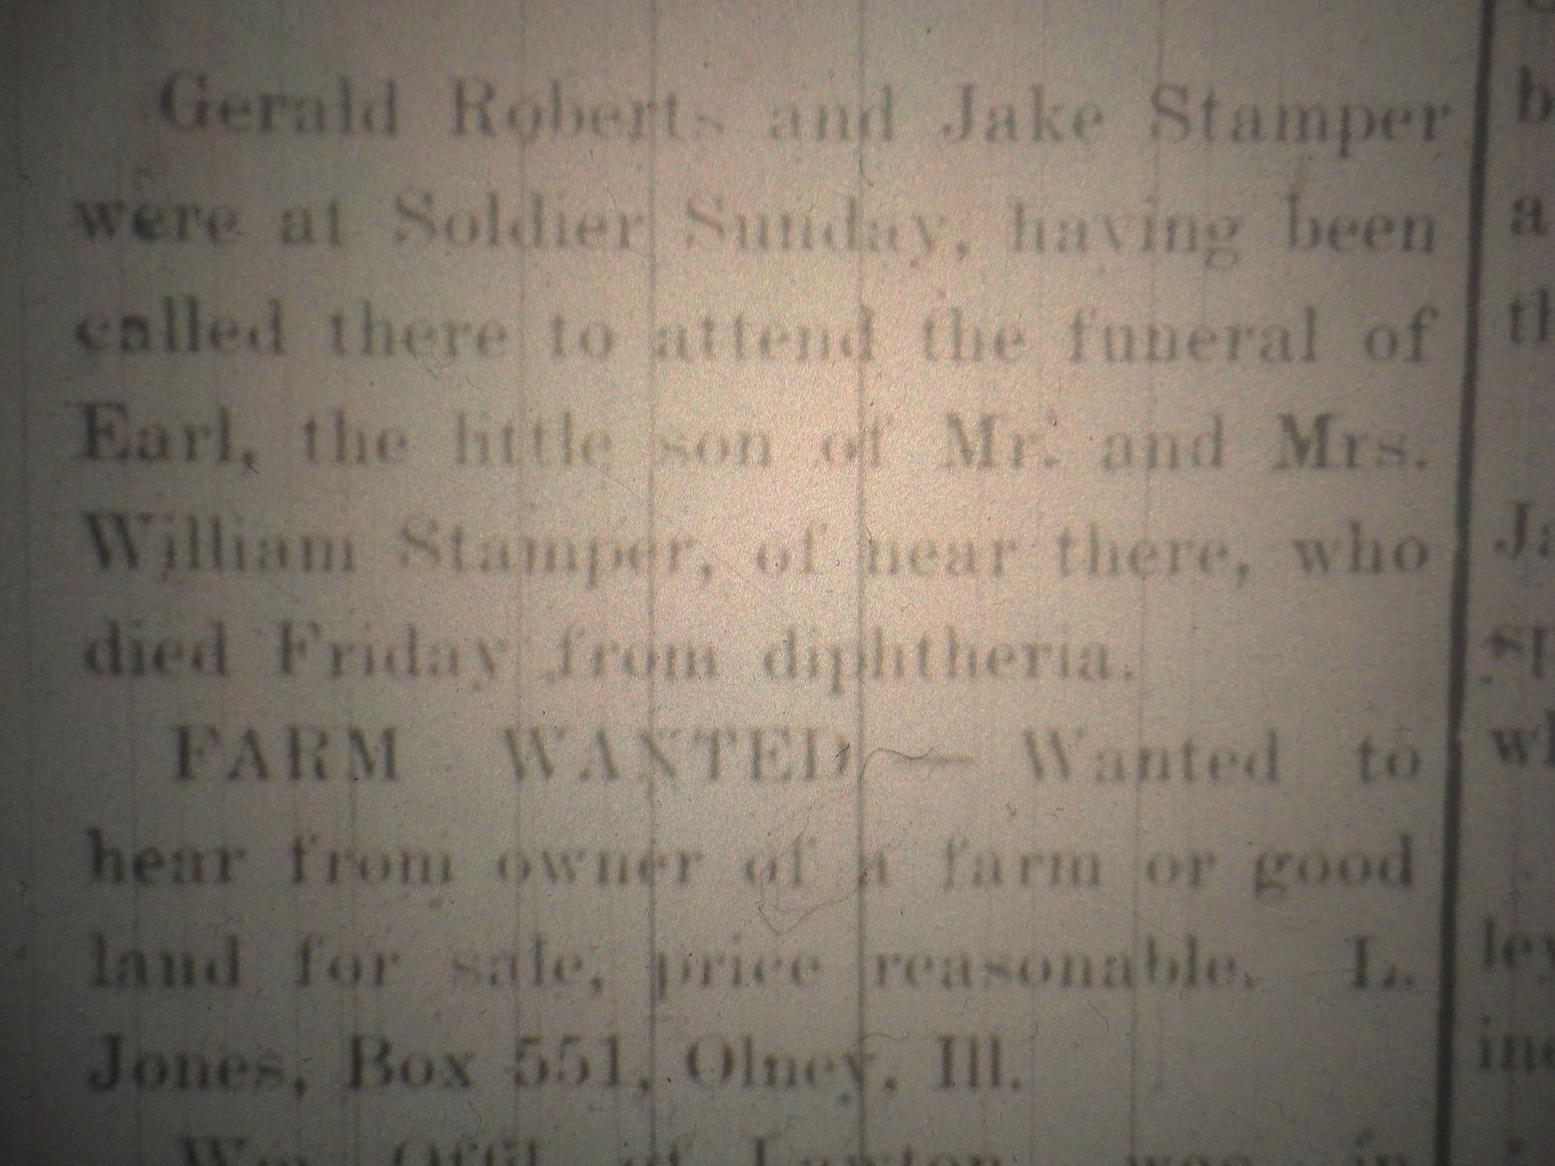 Gerald Roberts and Jake Stamper
were at Soldier Sunday, having been
called there to attend the funeral of
Earl, the little son of Mr. and Mrs.
William Stamper, of near there, who
died Friday from diphtheria.
FARM WANTED — Wanted to
hear from owner of a farm or good
land for sale, price reasonable. L.
Jones, Box 551, Olney, Ill.